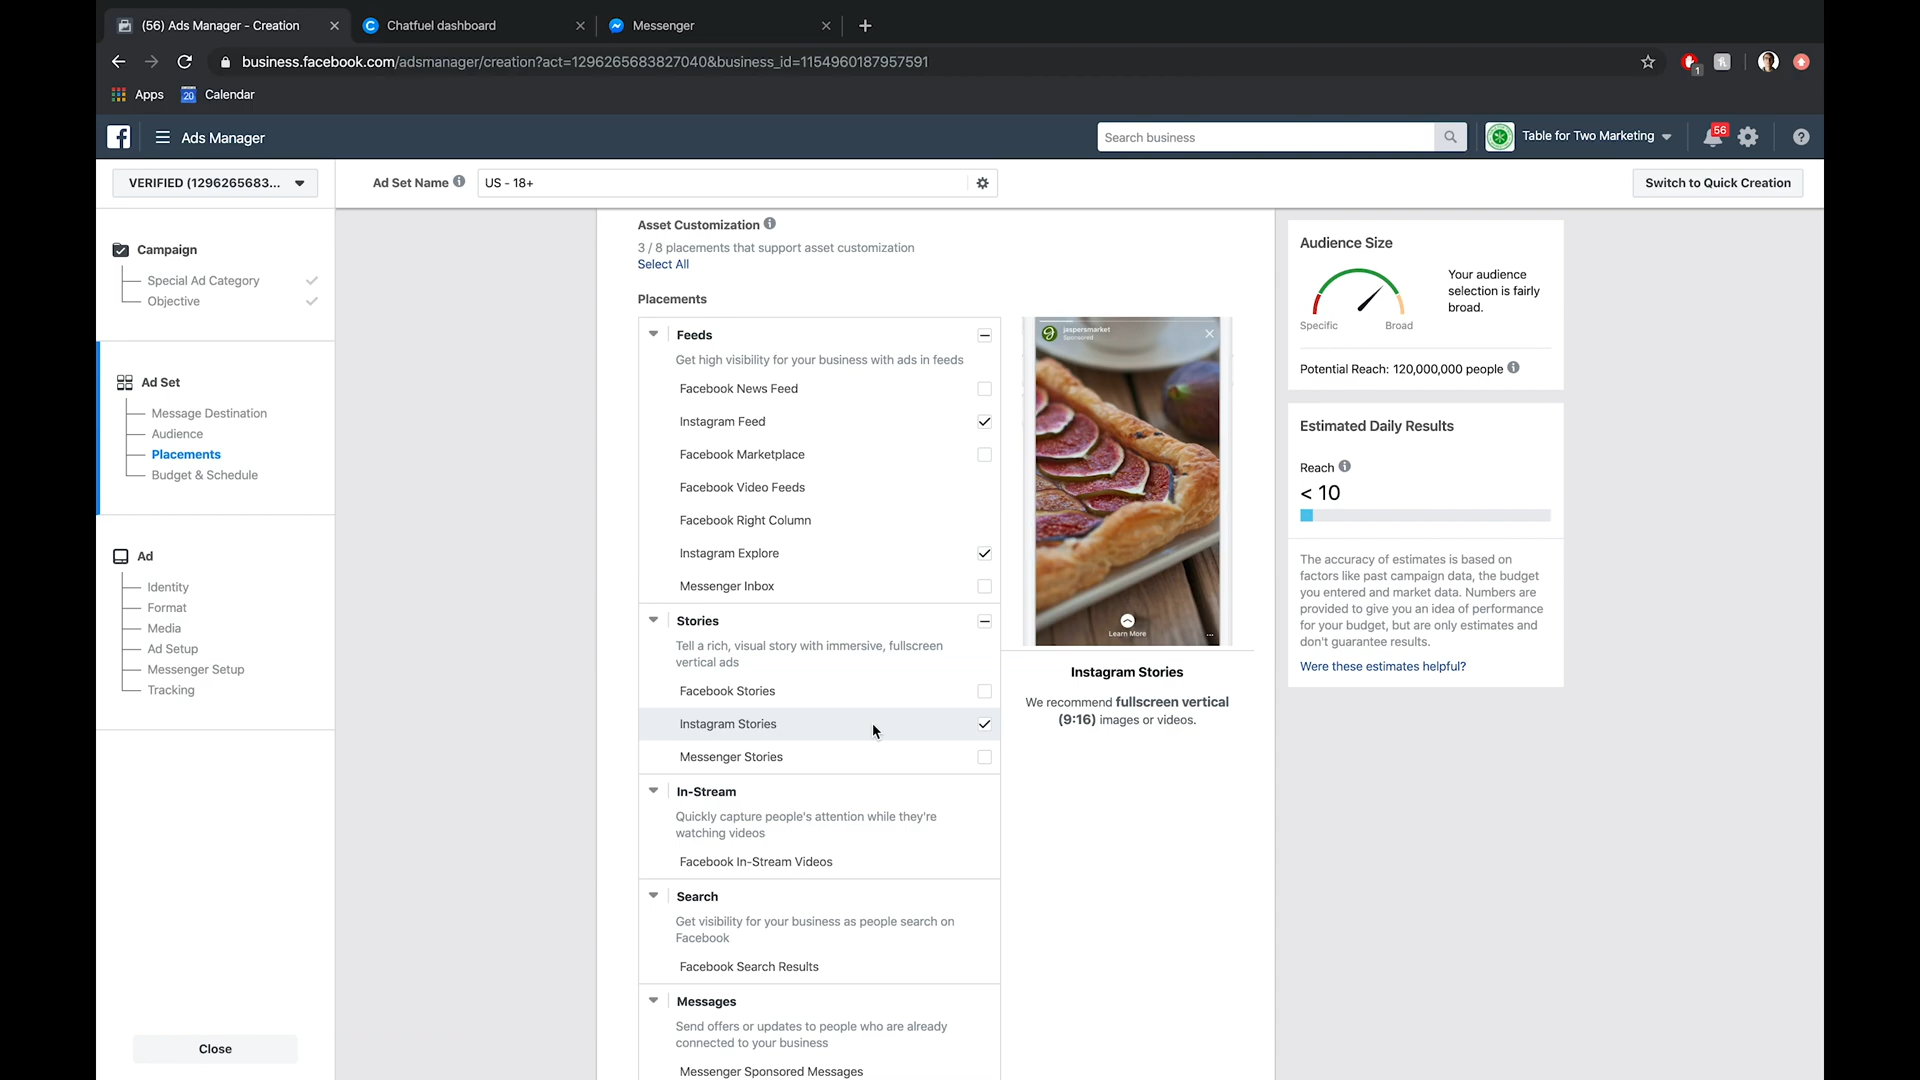 (56) Ads Manager - Creation
Chatfuel dashboard
Messenger
business.facebook.com/adsmanager/creation?act=1296265683827040&business_id=1154960187957591
1
Apps
20
Calendar
Ads Manager
Search business
Table for Two Marketing
56
VERIFIED (1296265683...
Ad Set Name
US - 18+
Switch to Quick Creation
Campaign
Special Ad Category
Objective
Ad Set
Message Destination
Audience
Placements
Budget & Schedule
Ad
Identity
Format
Media
Ad Setup
Messenger Setup
Tracking
Close
Asset Customization
3 / 8 placements that support asset customization
Select All
Placements
Feeds
Get high visibility for your business with ads in feeds
Facebook News Feed
Instagram Feed
Facebook Marketplace
Facebook Video Feeds
Facebook Right Column
Instagram Explore
Messenger Inbox
Stories
Tell a rich, visual story with immersive, fullscreen
vertical ads
Facebook Stories
Instagram Stories
Messenger Stories
In-Stream
Quickly capture people's attention while they're
watching videos
Facebook In-Stream Videos
Search
Get visibility for your business as people search on
Facebook
Facebook Search Results
Messages
Send offers or updates to people who are already
connected to your business
Messenger Sponsored Messages
jaspersmarket
Sponsored
Learn More
Instagram Stories
We recommend fullscreen vertical
(9:16) images or videos.
Audience Size
Specific
Broad
Your audience
selection is fairly
broad.
Potential Reach: 120,000,000 people
Estimated Daily Results
Reach
< 10
The accuracy of estimates is based on
factors like past campaign data, the budget
you entered and market data. Numbers are
provided to give you an idea of performance
for your budget, but are only estimates and
don't guarantee results.
Were these estimates helpful?